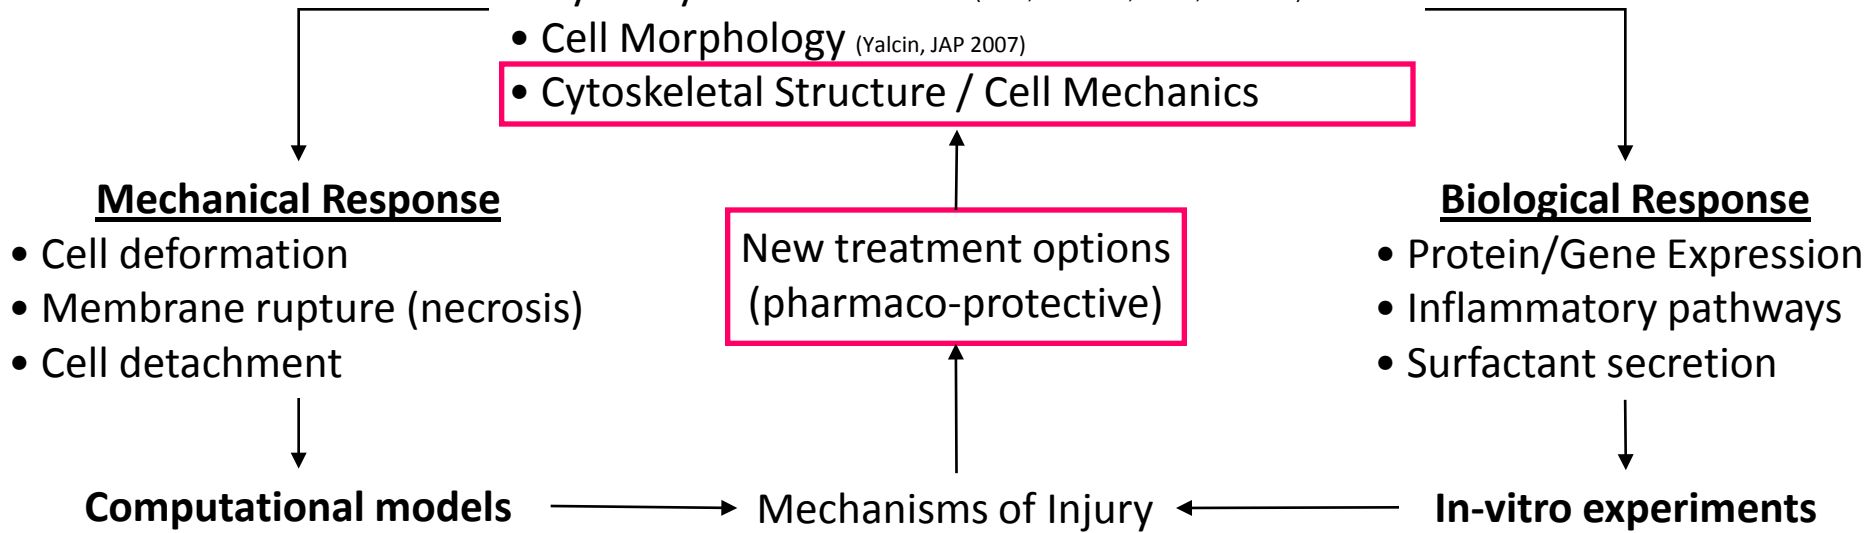 • Cell Morphology (Yalcin, JAP 2007)
• Cytoskeletal Structure / Cell Mechanics
Mechanical Response
• Cell deformation
• Membrane rupture (necrosis)
• Cell detachment
New treatment options
(pharmaco-protective)
Biological Response
• Protein/Gene Expression
• Inflammatory pathways
• Surfactant secretion
Computational models
Mechanisms of Injury
In-vitro experiments